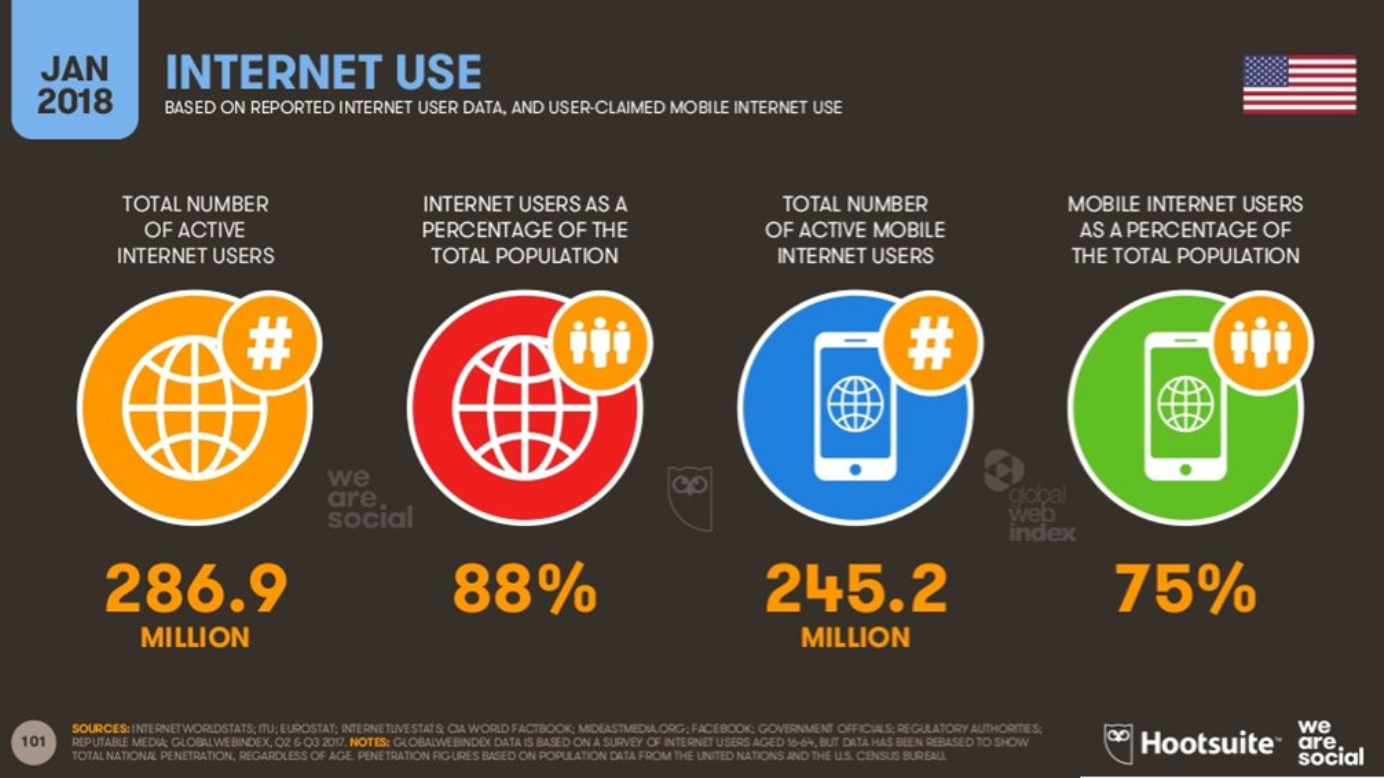 JAN
2018
INTERNET USE
BASED ON REPORTED INTERNET USER DATA, AND USER-CLAIMED MOBILE INTERNET USE
TOTAL NUMBER
OF ACTIVE
INTERNET USERS
INTERNET USERS AS A
PERCENTAGE OF THE
TOTAL POPULATION
TOTAL NUMBER
OF ACTIVE MOBILE
INTERNET USERS
MOBILE INTERNET USERS
AS A PERCENTAGE OF
THE TOTAL POPULATION
#
#
we
are
social
global
web
index
286.9
MILLION
88%
245.2
MILLION
75%
101
SOURCES: INTERNETWORLDSTATS; ITU; EUROSTAT; INTERNETLIVESTATS; CIA WORLD FACTBOOK; MIDEASTMEDIA.ORG; FACEBOOK; GOVERNMENT OFFICIALS; REGULATORY AUTHORITIES;
REPUTABLE MEDIA; GLOBALWEBINDEX, Q2 & Q3 2017. NOTES: GLOBALWEBINDEX DATA IS BASED ON A SURVEY OF INTERNET USERS AGED 16-64, BUT DATA HAS BEEN REBASED TO SHOW
TOTAL NATIONAL PENETRATION, REGARDLESS OF AGE. PENETRATION FIGURES BASED ON POPULATION DATA FROM THE UNITED NATIONS AND THE U.S. CENSUS BUREAU.
Hootsuite™
we
are
social